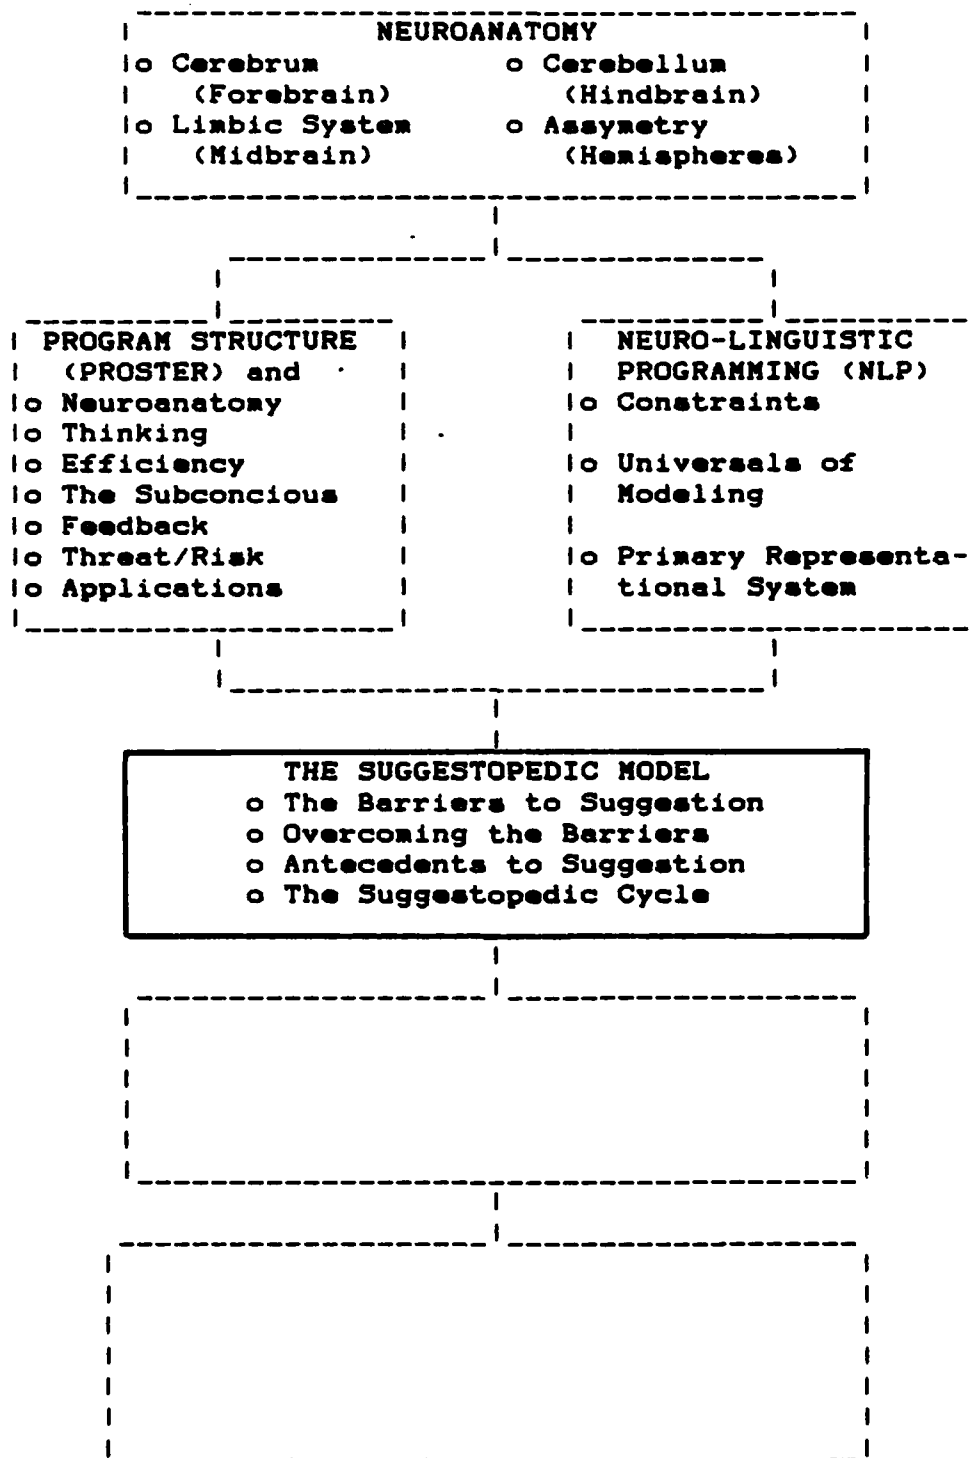 NEUROANATOMY
o Cerebrum o Cerebellum
(Forebrain) (Hindbrain)
o Limbic System o Assymetry
(Midbrain) (Hemispheres)
PROGRAM STRUCTURE
(PROSTER) and
o Neuroanatomy
o Thinking
o Efficiency
o The Subconcious
o Feedback
o Threat/Risk
o Applications
NEURO-LINGUISTIC
PROGRAMMING (NLP)
o Constraints
o Universals of
Modeling
o Primary Representa-
tional System
THE SUGGESTOPEDIC MODEL
o The Barriers to Suggestion
o Overcoming the Barriers
o Antecedents to Suggestion
o The Suggestopedic Cycle